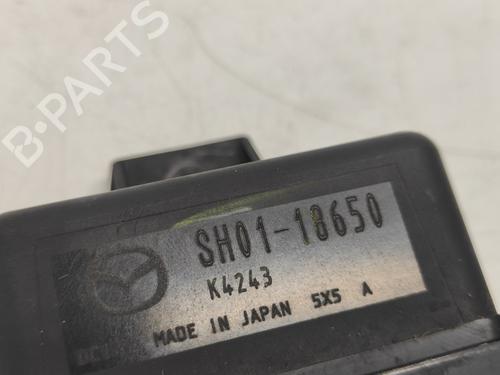 B-PARTS
SH01-18650
K4243
MADE IN JAPAN 5X5 A